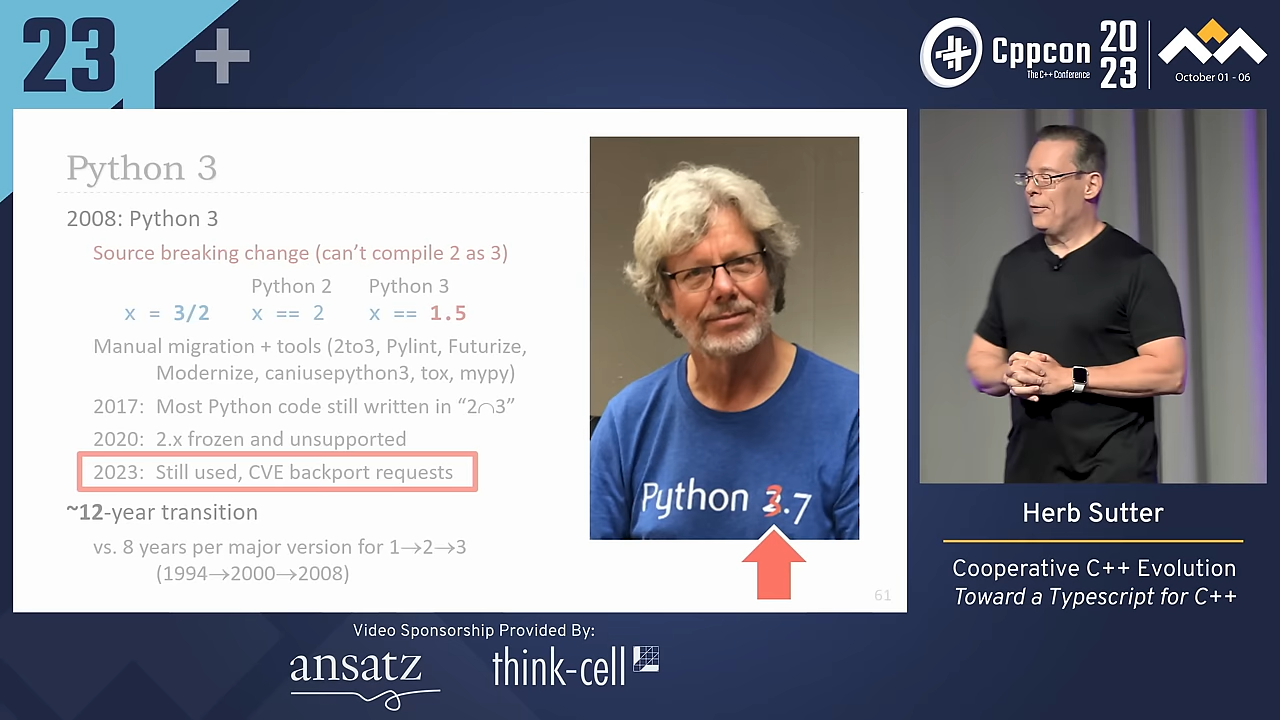 23
Cppcon
The C++ Conference
20
23
October 01 - 06
Python 3
2008: Python 3
Source breaking change (can’t compile 2 as 3)
Python 2 Python 3
x = 3/2 x == 2 x == 1.5
Manual migration + tools (2to3, Pylint, Futurize,
Modernize, caniusepython3, tox, mypy)
2017: Most Python code still written in “2∩3”
2020: 2.x frozen and unsupported
2023: Still used, CVE backport requests
~12-year transition
vs. 8 years per major version for 1→2→3
(1994→2000→2008)
Python 3.7
61
Herb Sutter
Cooperative C++ Evolution
Toward a Typescript for C++
Video Sponsorship Provided By:
ansatz
think-cell